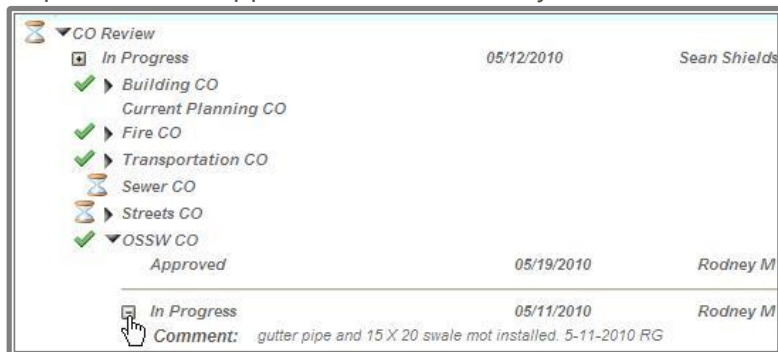 CO Review
In Progress 05/12/2010 Sean Shields
Building CO
Current Planning CO
Fire CO
Transportation CO
Sewer CO
Streets CO
OSSW CO
Approved 05/19/2010 Rodney M
In Progress 05/11/2010 Rodney M
Comment: gutter pipe and 15 X 20 swale mot installed. 5-11-2010 RG